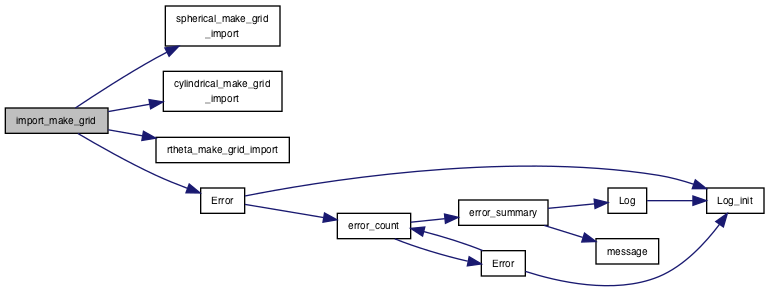 spherical_make_grid
_import
cylindrical_make_grid
_import
import_make_grid
rtheta_make_grid_import
Error
error_count
error_summary
Log
Log_init
message
Error